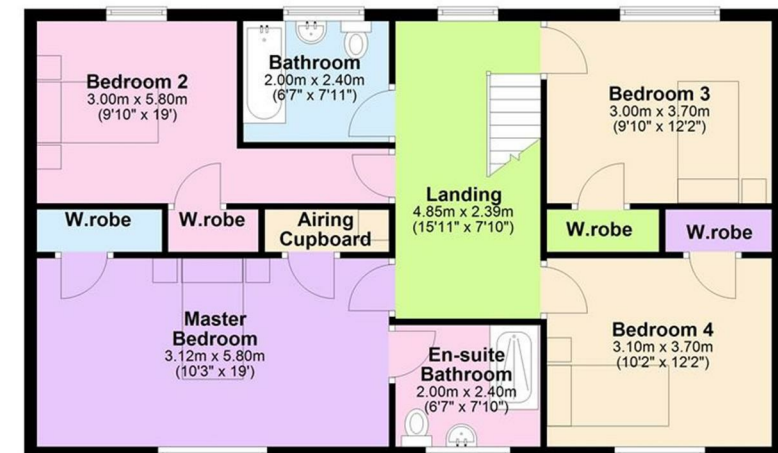 Bedroom 2
3.00m x 5.80m
(9'10" x 19')
Bathroom
2.00m x 2.40m
(6'7" x 7'11")
Bedroom 3
3.00m x 3.70m
(9'10" x 12'2")
Landing
4.85m x 2.39m
(15'11" x 7'10")
W.robe
W.robe
Airing
Cupboard
W.robe
W.robe
Master
Bedroom
3.12m x 5.80m
(10'3" x 19')
En-suite
Bathroom
2.00m x 2.40m
(6'7" x 7'10")
Bedroom 4
3.10m x 3.70m
(10'2" x 12'2")